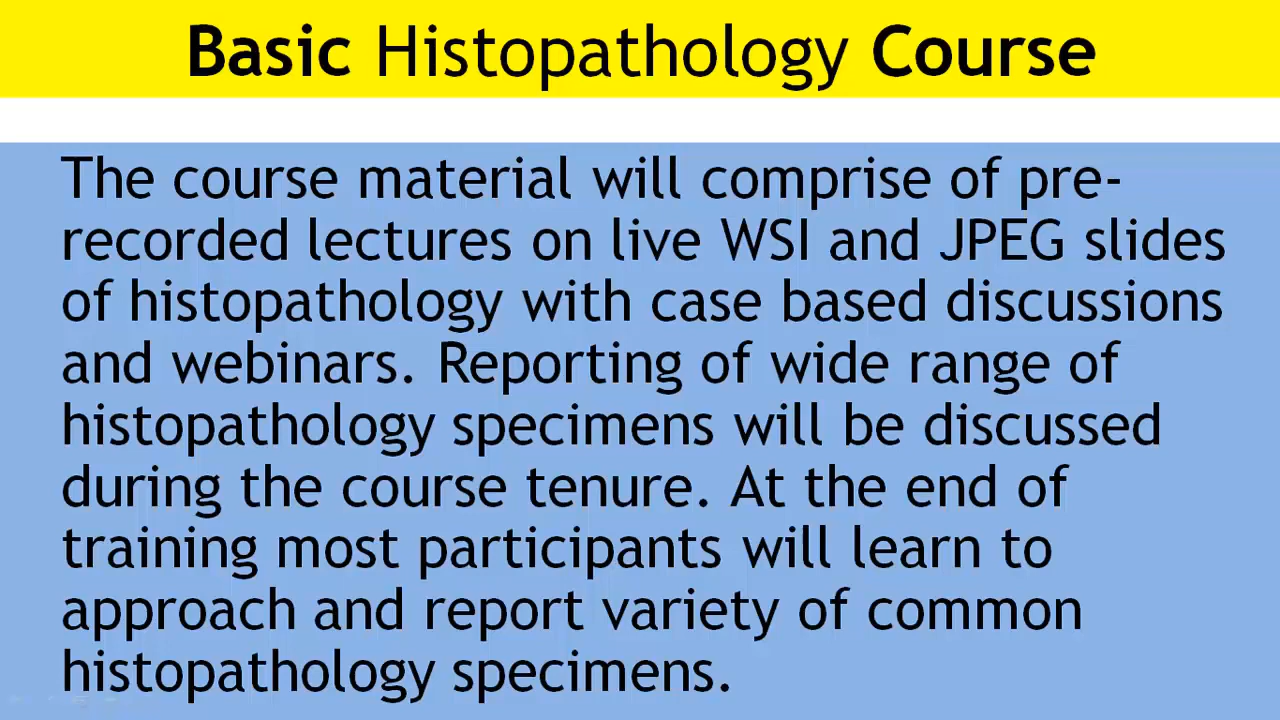 Basic Histopathology Course
The course material will comprise of pre-
recorded lectures on live WSI and JPEG slides
of histopathology with case based discussions
and webinars. Reporting of wide range of
histopathology specimens will be discussed
during the course tenure. At the end of
training most participants will learn to
approach and report variety of common
histopathology specimens.